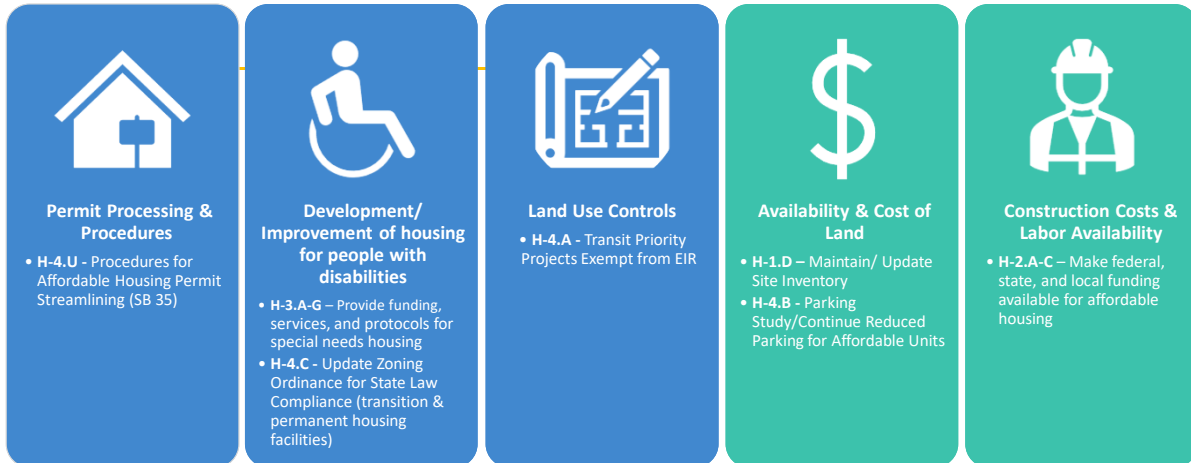 Permit Processing &
Procedures
• H-4.U - Procedures for
Affordable Housing Permit
Streamlining (SB 35)
Development/
Improvement of housing
for people with
disabilities
• H-3.A-G – Provide funding,
services, and protocols for
special needs housing
• H-4.C - Update Zoning
Ordinance for State Law
Compliance (transition &
permanent housing
facilities)
Land Use Controls
• H-4.A - Transit Priority
Projects Exempt from EIR
Availability & Cost of
Land
• H-1.D – Maintain/ Update
Site Inventory
• H-4.B - Parking
Study/Continue Reduced
Parking for Affordable Units
Construction Costs &
Labor Availability
• H-2.A-C – Make federal,
state, and local funding
available for affordable
housing